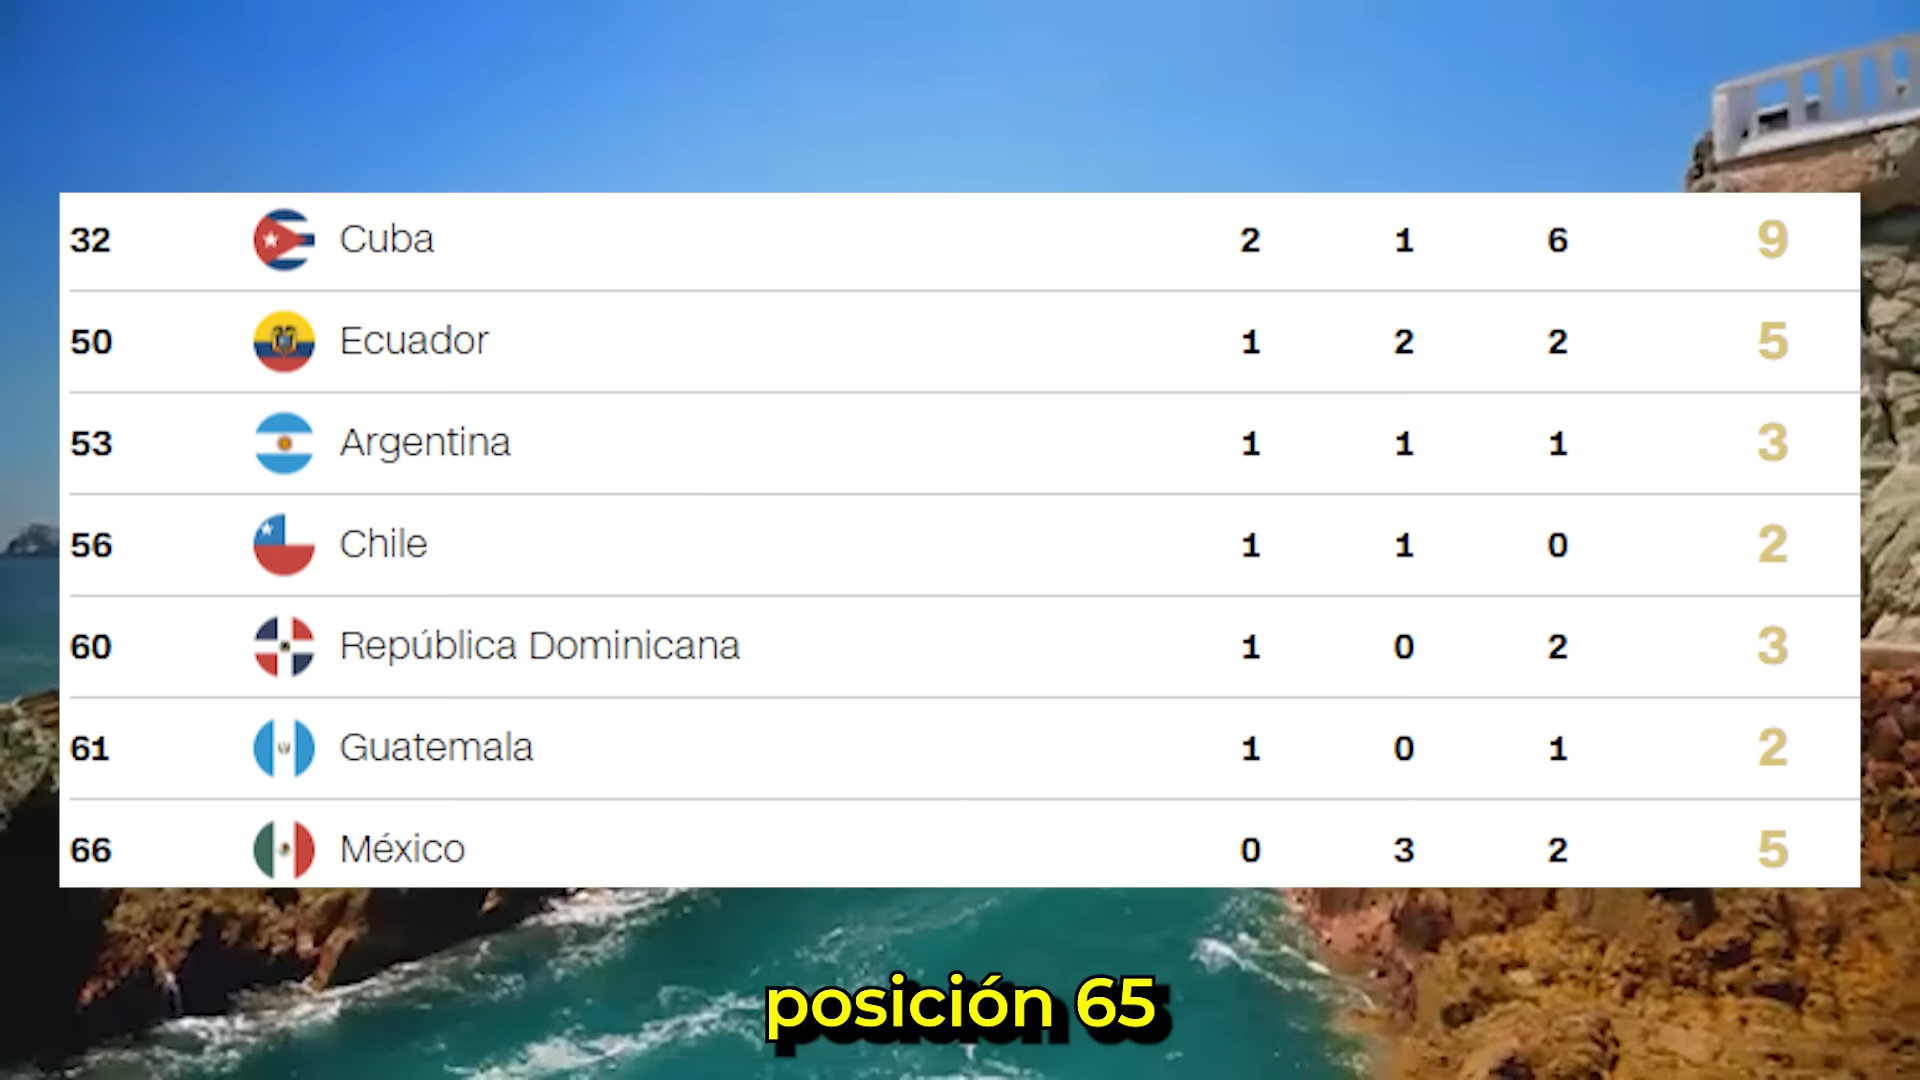 32 Cuba 2 1 6 9
50 Ecuador 1 2 2 5
53 Argentina 1 1 1 3
56 Chile 1 1 0 2
60 República Dominicana 1 0 2 3
61 Guatemala 1 0 1 2
66 México 0 3 2 5
posición 65